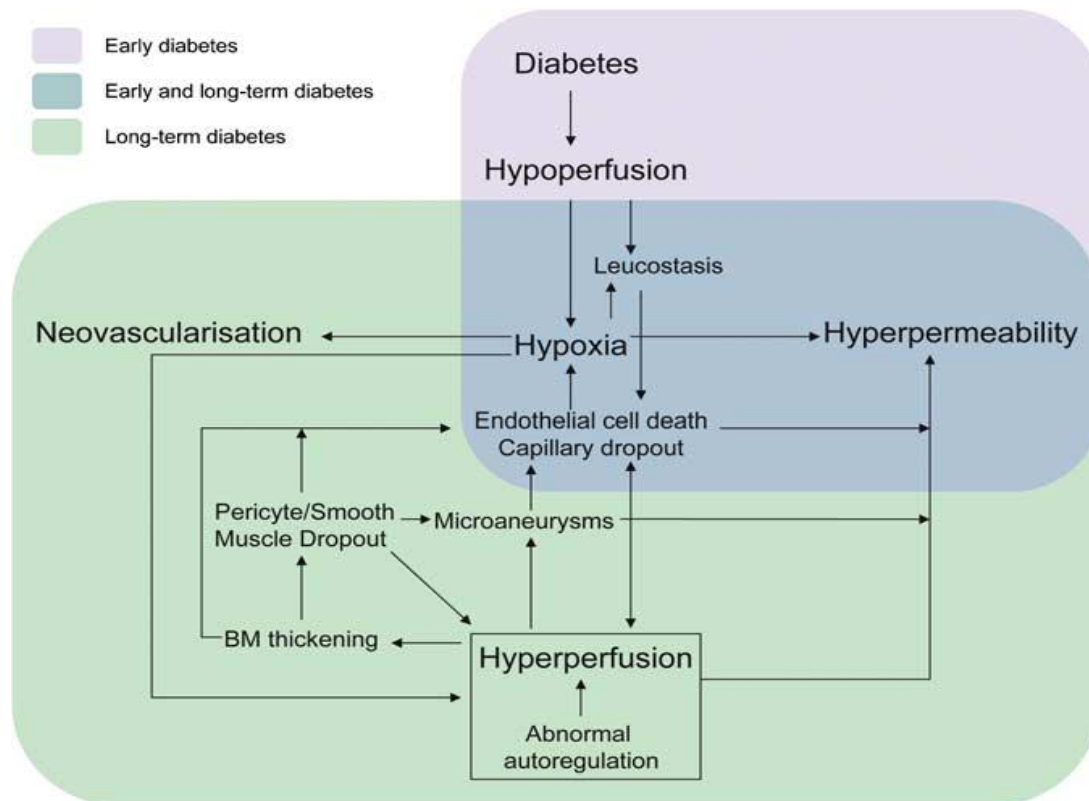 Early diabetes
Early and long-term diabetes
Long-term diabetes
Diabetes
Hypoperfusion
Leucostasis
Neovascularisation
Hypoxia
Hyperpermeability
Endothelial cell death
Capillary dropout
Pericyte/Smooth
Muscle Dropout
Microaneurysms
BM thickening
Hyperperfusion
Abnormal
autoregulation